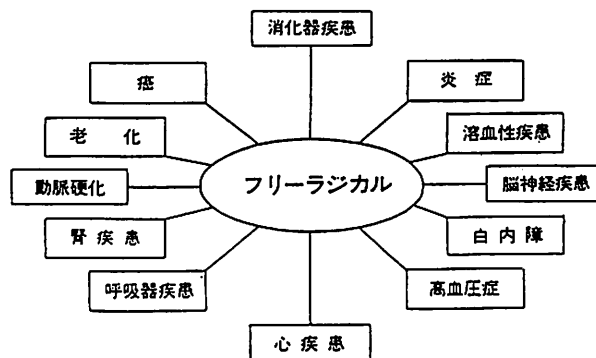 消化器疾患
癌
炎症
老化
溶血性疾患
動脈硬化
フリーラジカル
脳神経疾患
腎疾患
白内障
呼吸器疾患
高血圧症
心疾患